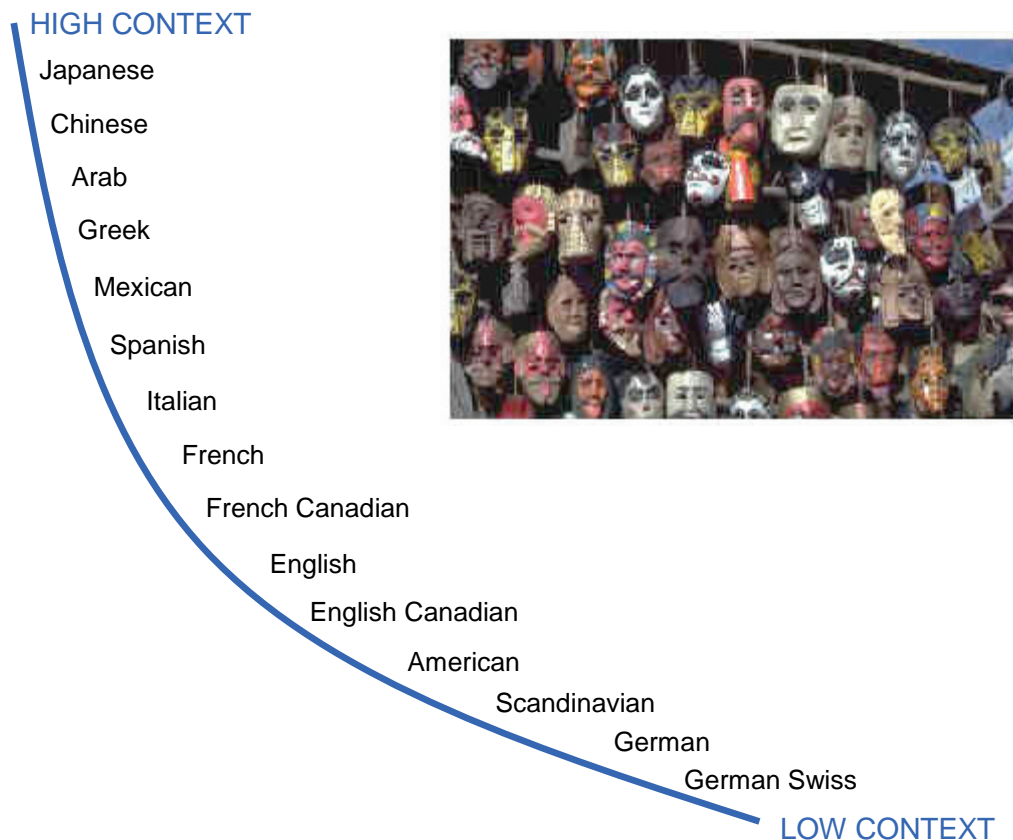 HIGH CONTEXT
Japanese
Chinese
Arab
Greek
Mexican
Spanish
Italian
French
French Canadian
English
English Canadian
American
Scandinavian
German
German Swiss
LOW CONTEXT